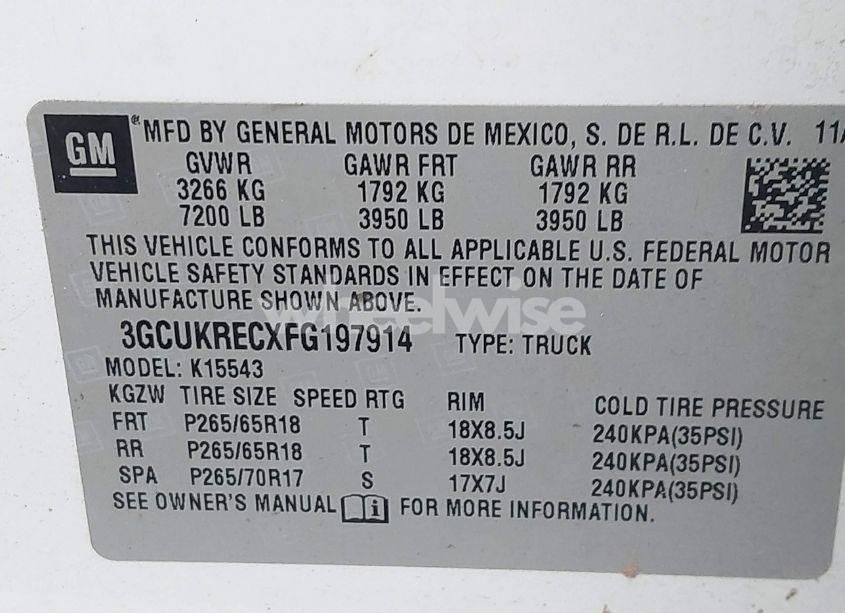 GM
® MFD BY GENERAL MOTORS DE MEXICO, S. DE R.L. DE C.V. 11/
GVWR GAWR FRT GAWR RR
3266 KG 1792 KG 1792 KG
7200 LB 3950 LB 3950 LB
THIS VEHICLE CONFORMS TO ALL APPLICABLE U.S. FEDERAL MOTOR
VEHICLE SAFETY STANDARDS IN EFFECT ON THE DATE OF
MANUFACTURE SHOWN ABOVE.
wheelwise
3GCUKRECXFG197914 TYPE: TRUCK
MODEL: K15543
KGZW TIRE SIZE SPEED RTG RIM COLD TIRE PRESSURE
FRT P265/65R18 T 18X8.5J 240KPA(35PSI)
RR P265/65R18 T 18X8.5J 240KPA(35PSI)
SPA P265/70R17 S 17X7J 240KPA(35PSI)
SEE OWNER'S MANUAL i FOR MORE INFORMATION.